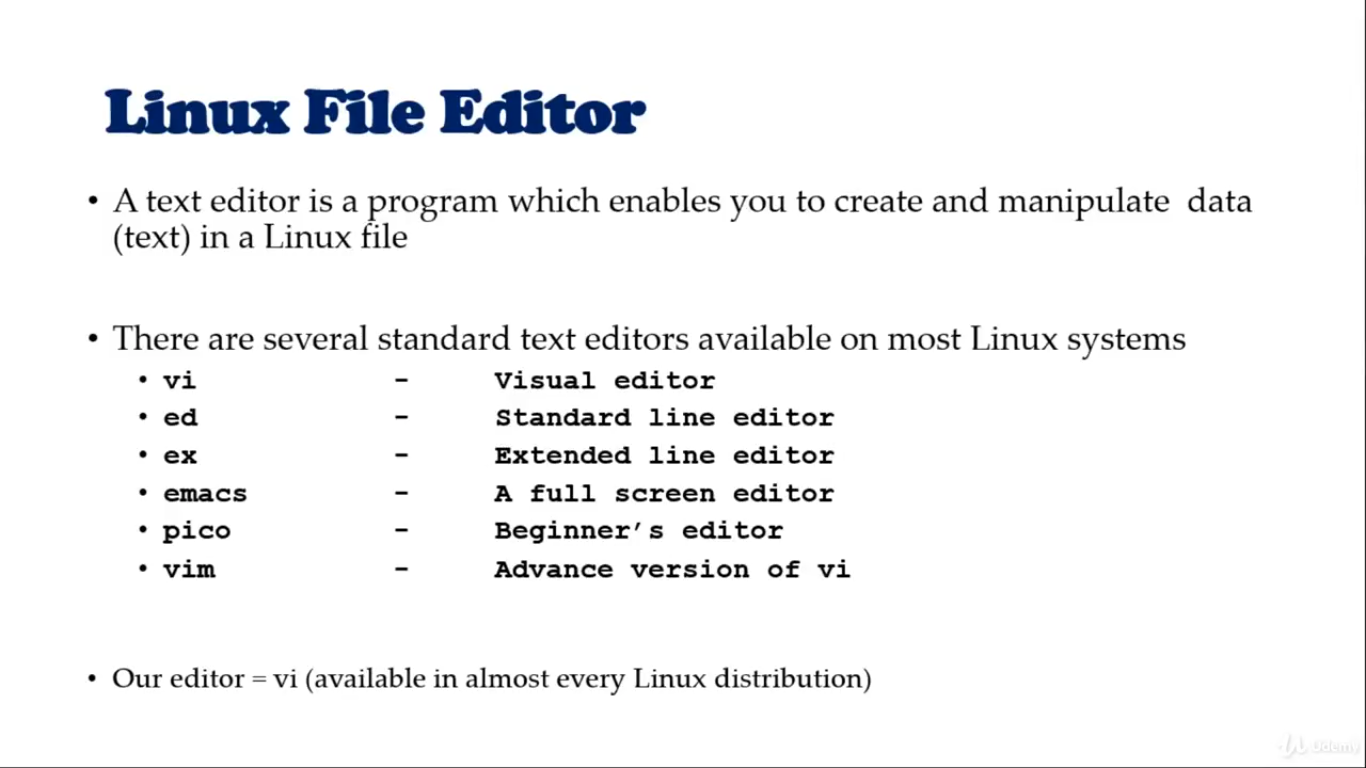 Linux File Editor
• A text editor is a program which enables you to create and manipulate  data
(text) in a Linux file
• There are several standard text editors available on most Linux systems
• vi – Visual editor
• ed – Standard line editor
• ex – Extended line editor
• emacs – A full screen editor
• pico – Beginner’s editor
• vim – Advance version of vi
• Our editor = vi (available in almost every Linux distribution)
Udemy